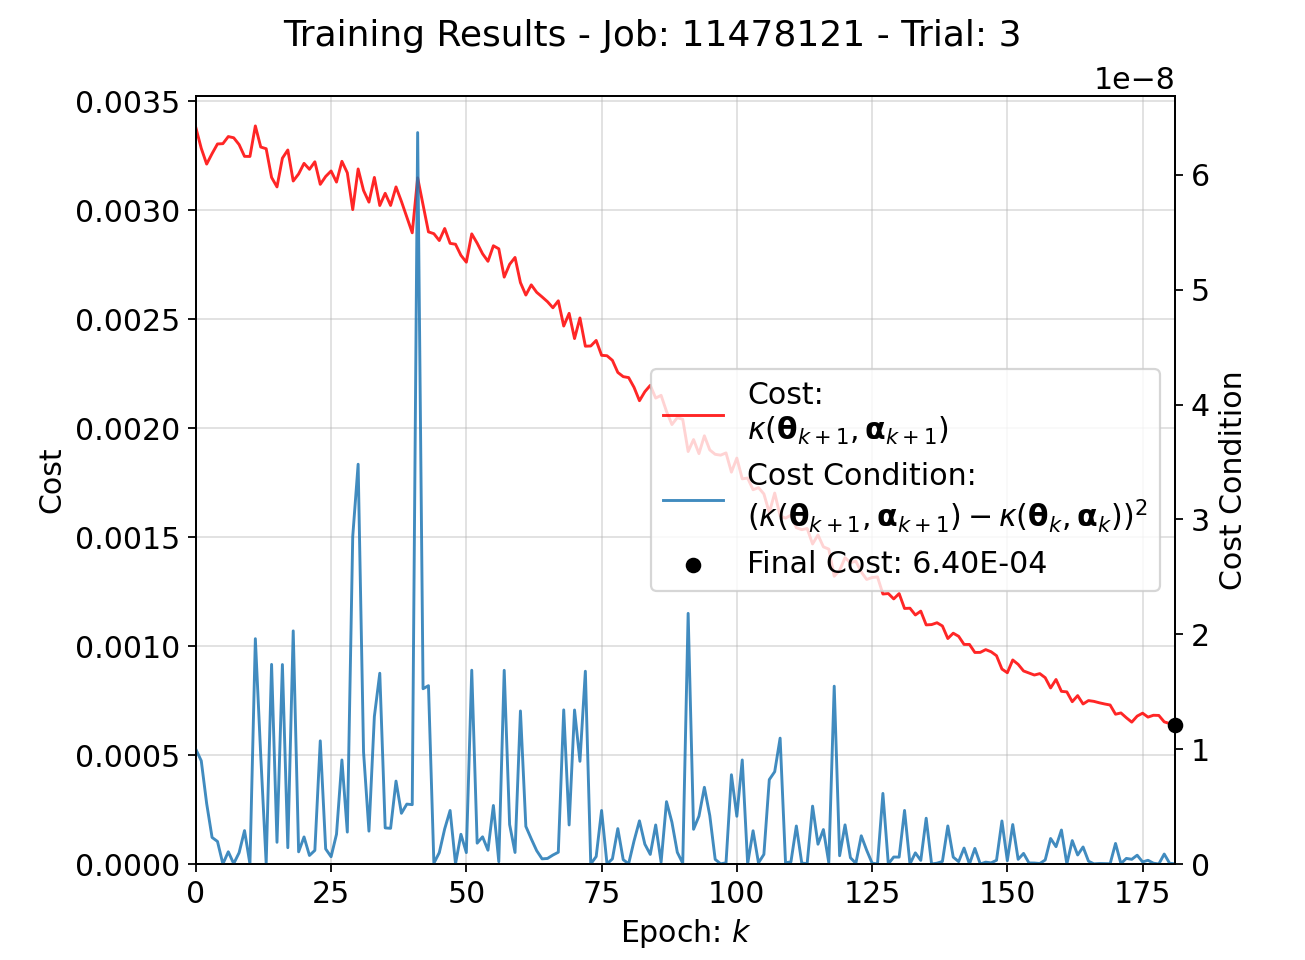 Training Results - Job: 11478121 - Trial: 3
1e−8
0.0035
0.0030
0.0025
0.0020
0.0015
0.0010
0.0005
0.0000
Cost
6
5
4
3
2
1
0
Cost Condition
Cost:
κ(θ_{k+1}, α_{k+1})
Cost Condition:
(κ(θ_{k+1}, α_{k+1}) − κ(θ_k, α_k))²
Final Cost: 6.40E-04
0 25 50 75 100 125 150 175
Epoch: k